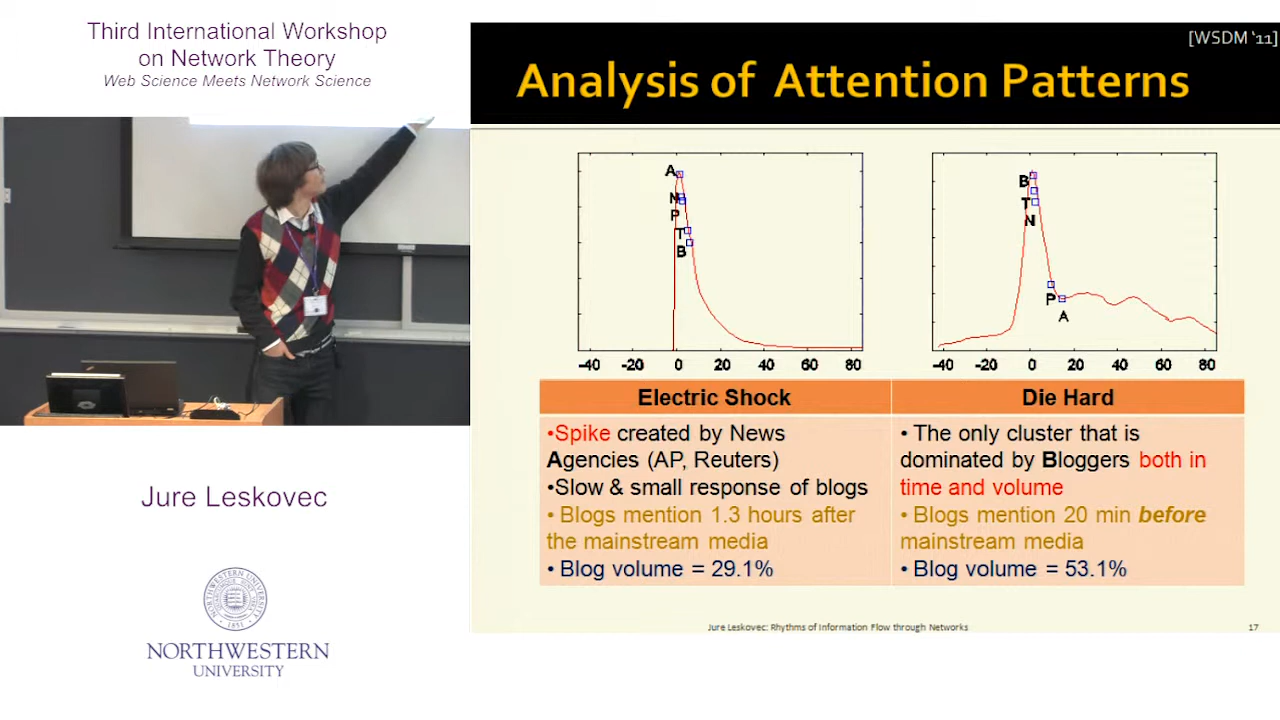 Third International Workshop
on Network Theory
Web Science Meets Network Science
[WSDM ‘11]
Analysis of Attention Patterns
A
N
P
T
B
-40 -20 0 20 40 60 80
B
T
N
P
A
-40 -20 0 20 40 60 80
Electric Shock
•Spike created by News
Agencies (AP, Reuters)
•Slow & small response of blogs
• Blogs mention 1.3 hours after
the mainstream media
• Blog volume = 29.1%
Die Hard
• The only cluster that is
dominated by Bloggers both in
time and volume
• Blogs mention 20 min before
mainstream media
• Blog volume = 53.1%
Jure Leskovec: Rhythms of Information Flow through Networks
17
Jure Leskovec
1851
NORTHWESTERN
UNIVERSITY